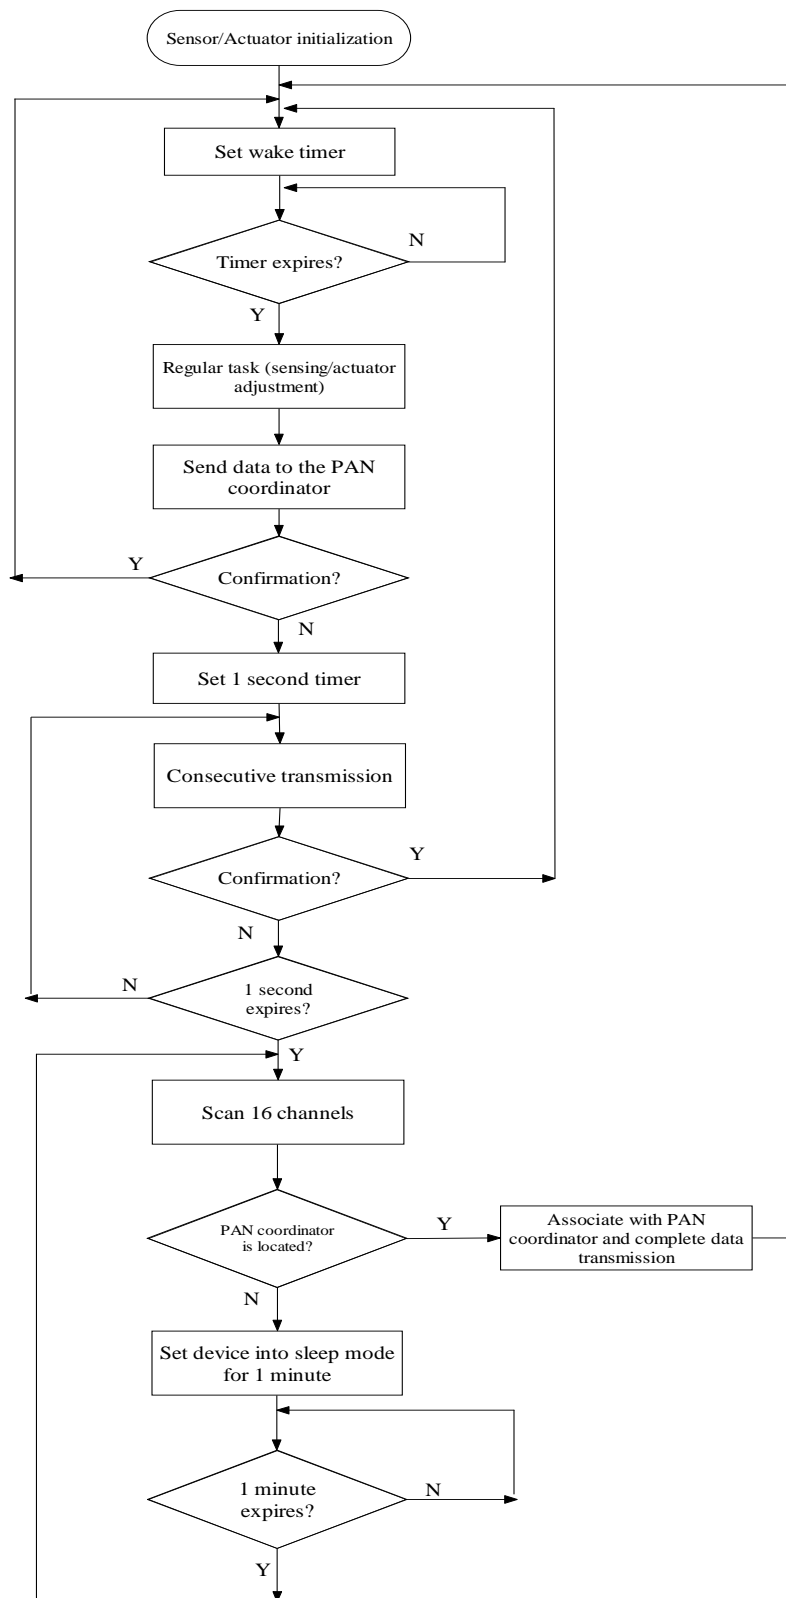 Sensor/Actuator initialization
Set wake timer
N
Timer expires?
Y
Regular task (sensing/actuator
adjustment)
Send data to the PAN
coordinator
Y
Confirmation?
N
Set 1 second timer
Consecutive transmission
Y
Confirmation?
N
N
1 second
expires?
Y
Scan 16 channels
PAN coordinator
is located?
Y
Associate with PAN
coordinator and complete data
transmission
N
Set device into sleep mode
for 1 minute
1 minute
expires?
N
Y